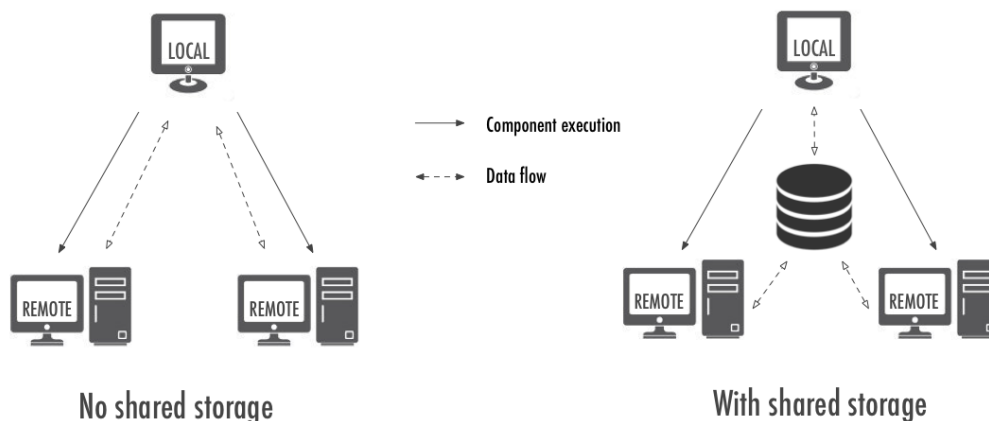 LOCAL
LOCAL
Component execution
Data flow
REMOTE
REMOTE
REMOTE
REMOTE
No shared storage
With shared storage